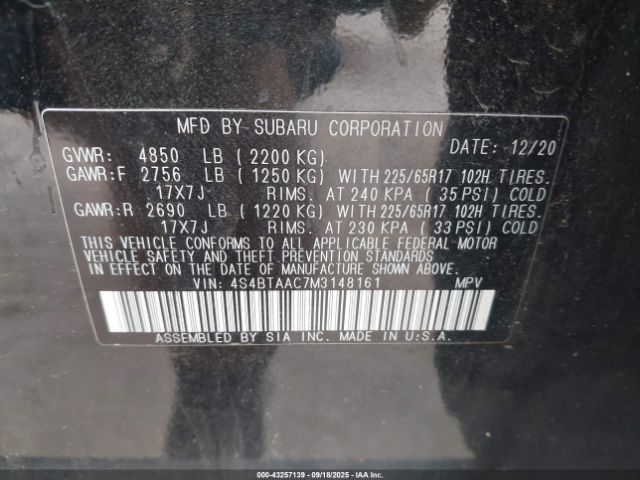 MFD BY SUBARU CORPORATION
DATE: 12/20
GVWR: 4850 LB (2200 KG)
GAWR:F 2756 LB (1250 KG) WITH 225/65R17 102H TIRES.
17X7J RIMS. AT 240 KPA (35 PSI) COLD
GAWR:R 2690 LB (1220 KG) WITH 225/65R17 102H TIRES.
17X7J RIMS. AT 230 KPA (33 PSI) COLD
THIS VEHICLE CONFORMS TO ALL APPLICABLE FEDERAL MOTOR
VEHICLE SAFETY AND THEFT PREVENTION STANDARDS
IN EFFECT ON THE DATE OF MANUFACTURE SHOWN ABOVE.
VIN: 4S4BTAAC7M3148161 MPV
ASSEMBLED BY SIA INC. MADE IN U.S.A.
000-43257139 - 09/18/2025 - IAAI.COM